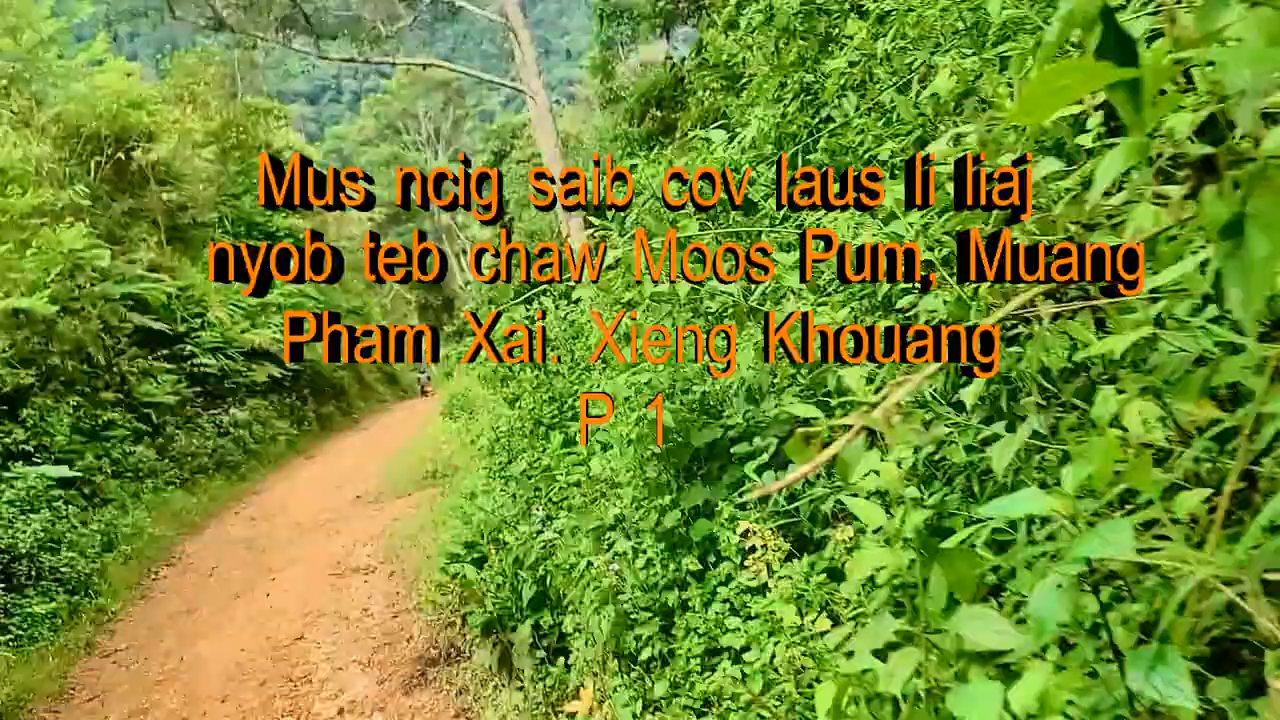 Mus ncig saib cov laus li liaj
nyob teb chaw Moos Pum, Muang
Pham Xai. Xieng Khouang
P 1